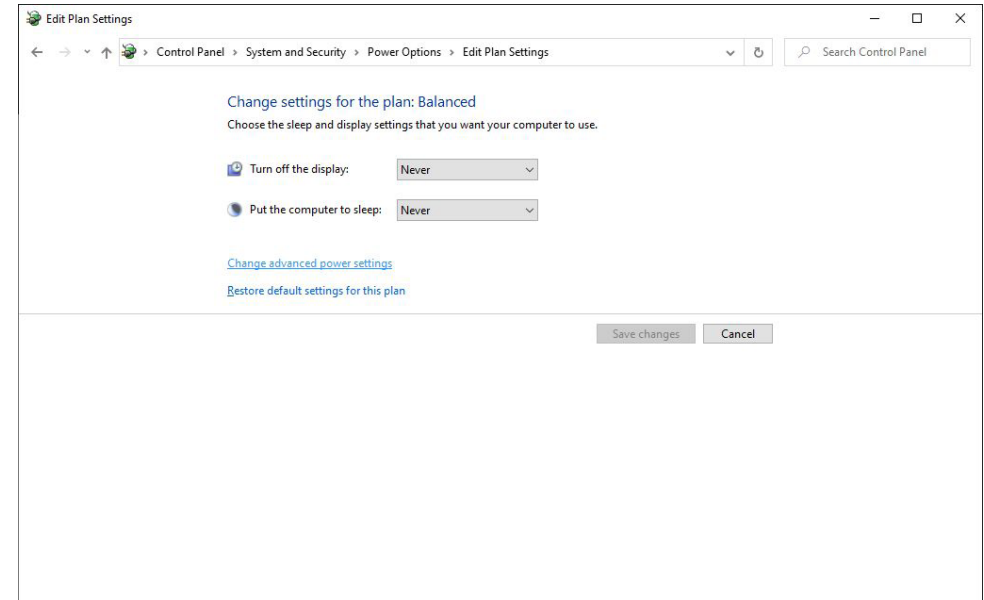 Edit Plan Settings
Control Panel > System and Security > Power Options > Edit Plan Settings
Search Control Panel
Change settings for the plan: Balanced
Choose the sleep and display settings that you want your computer to use.
Turn off the display: Never
Put the computer to sleep: Never
Change advanced power settings
Restore default settings for this plan
Save changes Cancel